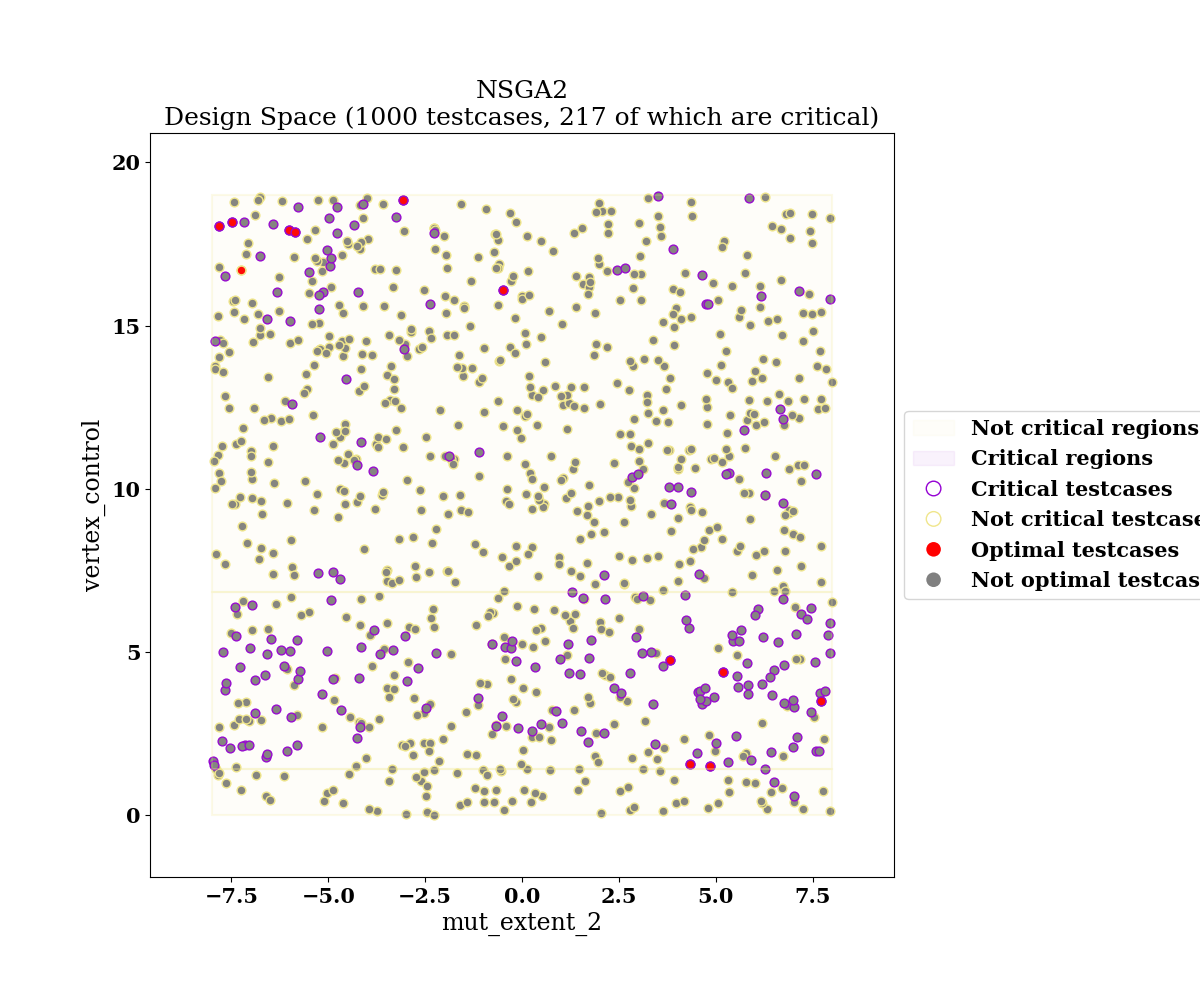 NSGA2
Design Space (1000 testcases, 217 of which are critical)
20
15
10
5
0
vertex_control
−7.5 −5.0 −2.5 0.0 2.5 5.0 7.5
mut_extent_2
Not critical regions
Critical regions
Critical testcases
Not critical testcase
Optimal testcases
Not optimal testcas